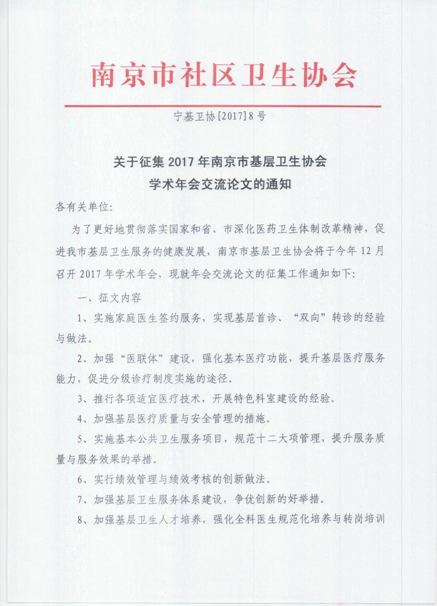 南京市社区卫生协会
宁基卫协[2017]8号
关于征集 2017 年南京市基层卫生协会
学术年会交流论文的通知
各有关单位:
为了更好地贯彻落实国家和省、市深化医药卫生体制改革精神，促
进我市基层卫生服务的健康发展，南京市基层卫生协会将于今年 12 月
召开 2017 年学术年会，现就年会交流论文的征集工作通知如下:
一、征文内容
1、实施家庭医生签约服务，实现基层首诊、“双向”转诊的经验
与做法。
2、加强“医联体”建设，强化基本医疗功能，提升基层医疗服务
能力，促进分级诊疗制度实施的途径。
3、推行各项适宜医疗技术，开展特色科室建设的经验。
4、加强基层医疗质量与安全管理的措施。
5、实施基本公共卫生服务项目，规范十二大项管理，提升服务质
量与服务效果的举措。
6、实行绩效管理与绩效考核的创新做法。
7、加强基层卫生服务体系建设，争优创新的好举措。
8、加强基层卫生人才培养，强化全科医生规范化培养与转岗培训